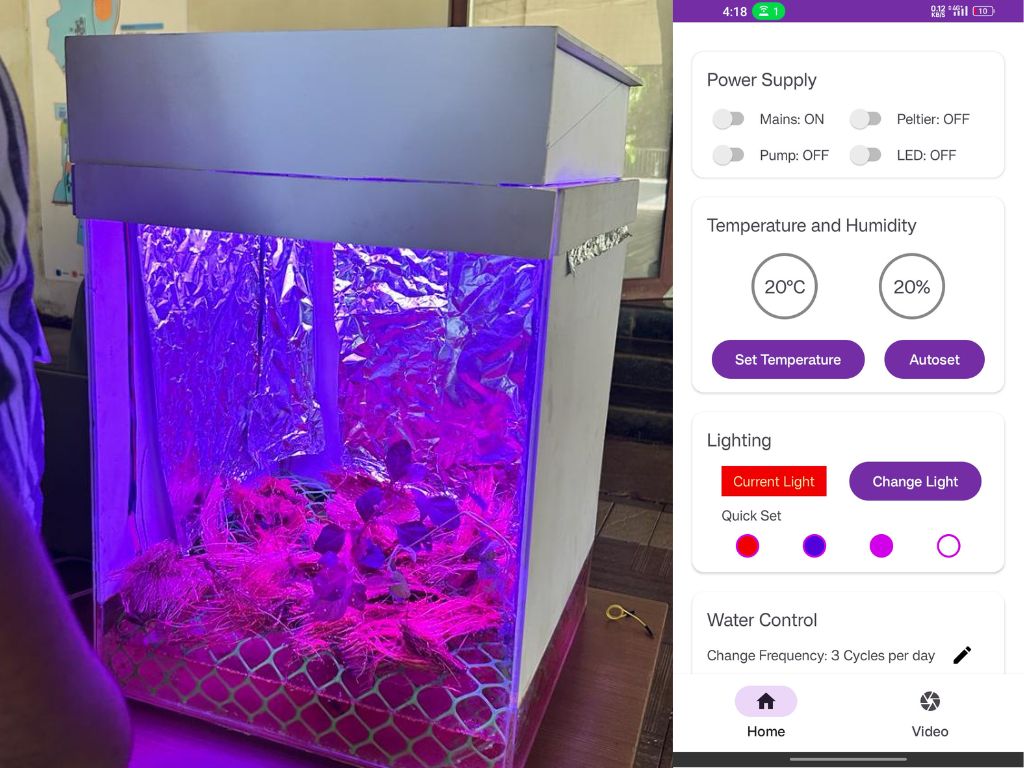 4:18
1
0.12
KB/S
4G+
10
Power Supply
Mains: ON
Peltier: OFF
Pump: OFF
LED: OFF
Temperature and Humidity
20°C
20%
Set Temperature
Autoset
Lighting
Current Light
Change Light
Quick Set
Water Control
Change Frequency: 3 Cycles per day
Home
Video